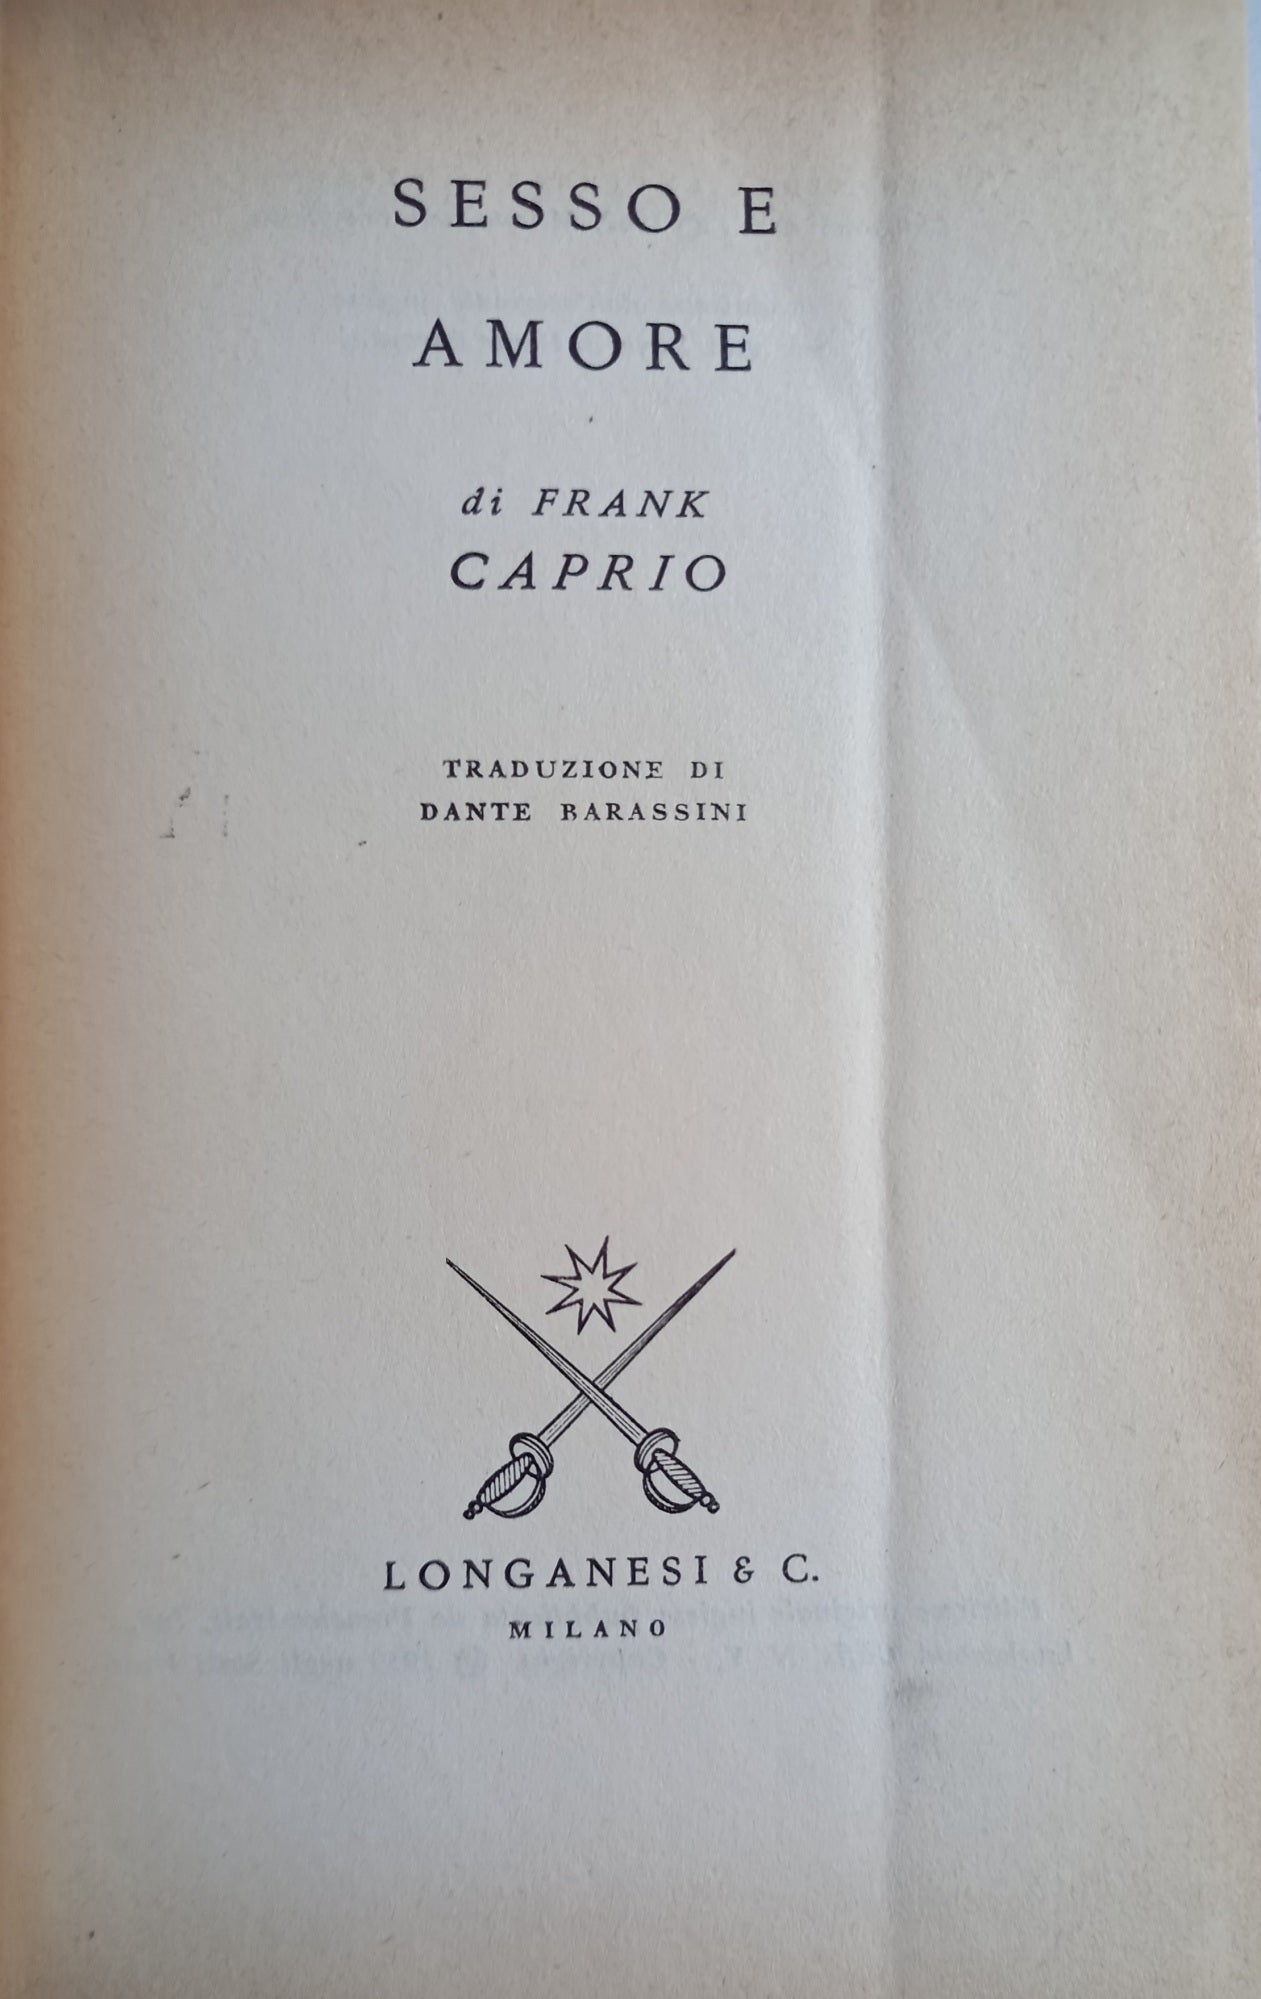 SESSO E
AMORE
di FRANK
CAPRIO
TRADUZIONE DI
DANTE BARASSINI
LONGANESI & C.
MILANO